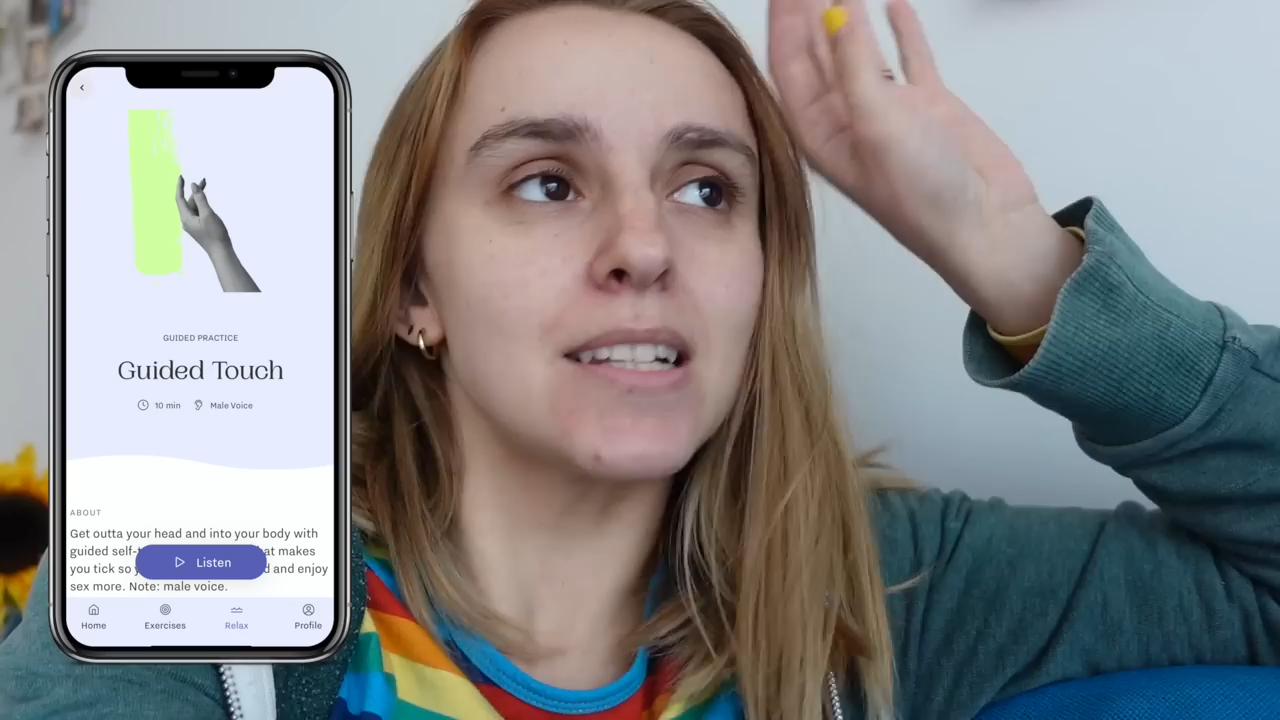 GUIDED PRACTICE
Guided Touch
10 min Male Voice
ABOUT
Get outta your head and into your body with
guided at makes
you tick so d and enjoy
sex more. Note: male voice.
Listen
Home Exercises Relax Profile